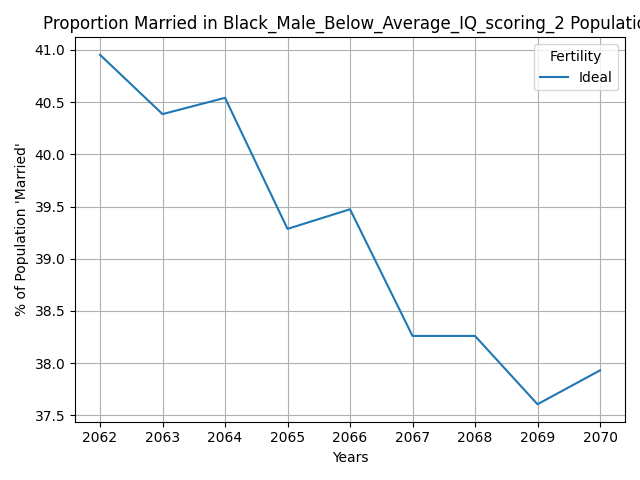 Proportion Married in Black_Male_Below_Average_IQ_scoring_2 Populatio
41.0
40.5
40.0
39.5
39.0
38.5
38.0
37.5
% of Population 'Married'
Fertility
Ideal
2062 2063 2064 2065 2066 2067 2068 2069 2070
Years